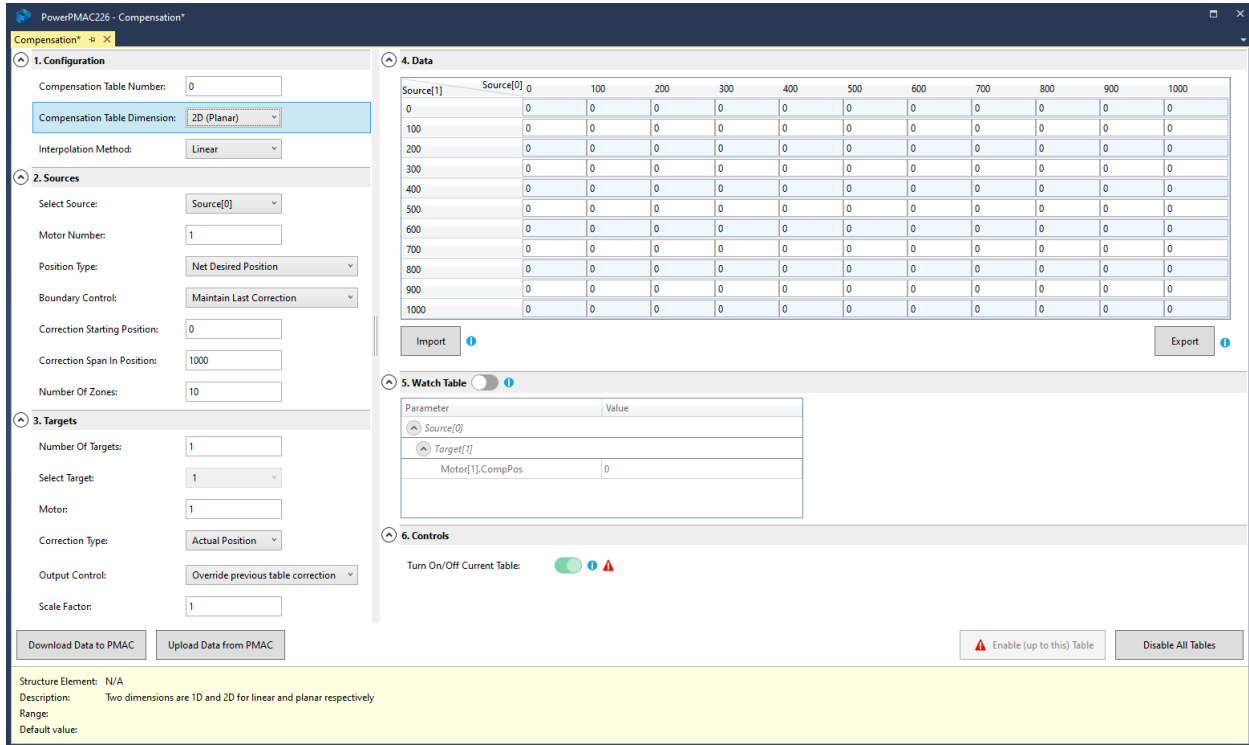 PowerPMAC226 - Compensation*
Compensation*
1. Configuration
Compensation Table Number: 0
Compensation Table Dimension: 2D (Planar)
Interpolation Method: Linear
2. Sources
Select Source: Source[0]
Motor Number: 1
Position Type: Net Desired Position
Boundary Control: Maintain Last Correction
Correction Starting Position: 0
Correction Span In Position: 1000
Number Of Zones: 10
3. Targets
Number Of Targets: 1
Select Target: 1
Motor: 1
Correction Type: Actual Position
Output Control: Override previous table correction
Scale Factor: 1
4. Data
Source[1] Source[0] 0 100 200 300 400 500 600 700 800 900 1000
0 0 0 0 0 0 0 0 0 0 0 0
100 0 0 0 0 0 0 0 0 0 0 0
200 0 0 0 0 0 0 0 0 0 0 0
300 0 0 0 0 0 0 0 0 0 0 0
400 0 0 0 0 0 0 0 0 0 0 0
500 0 0 0 0 0 0 0 0 0 0 0
600 0 0 0 0 0 0 0 0 0 0 0
700 0 0 0 0 0 0 0 0 0 0 0
800 0 0 0 0 0 0 0 0 0 0 0
900 0 0 0 0 0 0 0 0 0 0 0
1000 0 0 0 0 0 0 0 0 0 0 0
Import Export
5. Watch Table
Parameter Value
Source[0]
Target[1]
Motor[1].CompPos 0
6. Controls
Turn On/Off Current Table:
Download Data to PMAC Upload Data from PMAC Enable (up to this) Table Disable All Tables
Structure Element: N/A
Description: Two dimensions are 1D and 2D for linear and planar respectively
Range:
Default value: